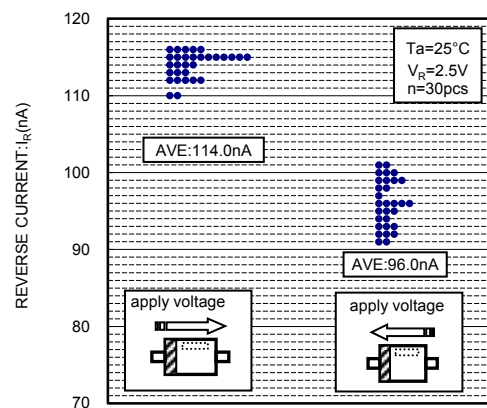 120
110
100
90
80
70
REVERSE CURRENT:IR(nA)
Ta=25°C
VR=2.5V
n=30pcs
AVE:114.0nA
AVE:96.0nA
apply voltage
apply voltage